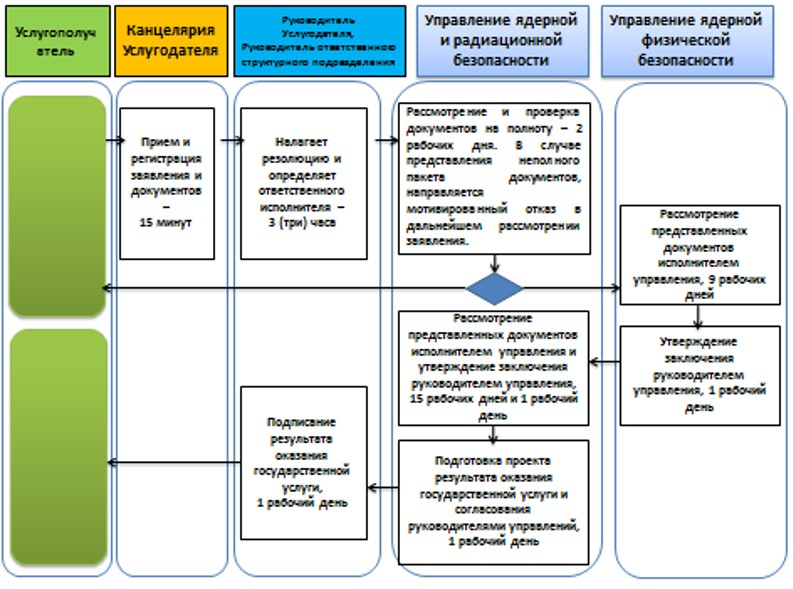 Услугополуч
атель
Канцелярия
Услугодателя
Руководитель
Услугодателя,
Руководитель ответственного
структурного подразделения
Управление ядерной
и радиационной
безопасности
Управление ядерной
физической
безопасности
Прием и
регистрация
заявления и
документов
–
15 минут
Налагает
резолюцию и
определяет
ответственного
исполнителя –
3 (три) часа
Рассмотрение и проверка
документов на полноту – 2
рабочих дня. В случае
представления неполного
пакета документов,
направляется
мотивированный отказ в
дальнейшем рассмотрении
заявления.
Рассмотрение
представленных
документов
исполнителем
управления, 9 рабочих
дней
Рассмотрение
представленных документов
исполнителем управления и
утверждение заключения
руководителем управления,
15 рабочих дней и 1 рабочий
день
Утверждение
заключения
руководителем
управления, 1 рабочий
день
Подписание
результата
оказания
государственной
услуги,
1 рабочий день
Подготовка проекта
результата оказания
государственной услуги и
согласования
руководителями управлений,
1 рабочий день